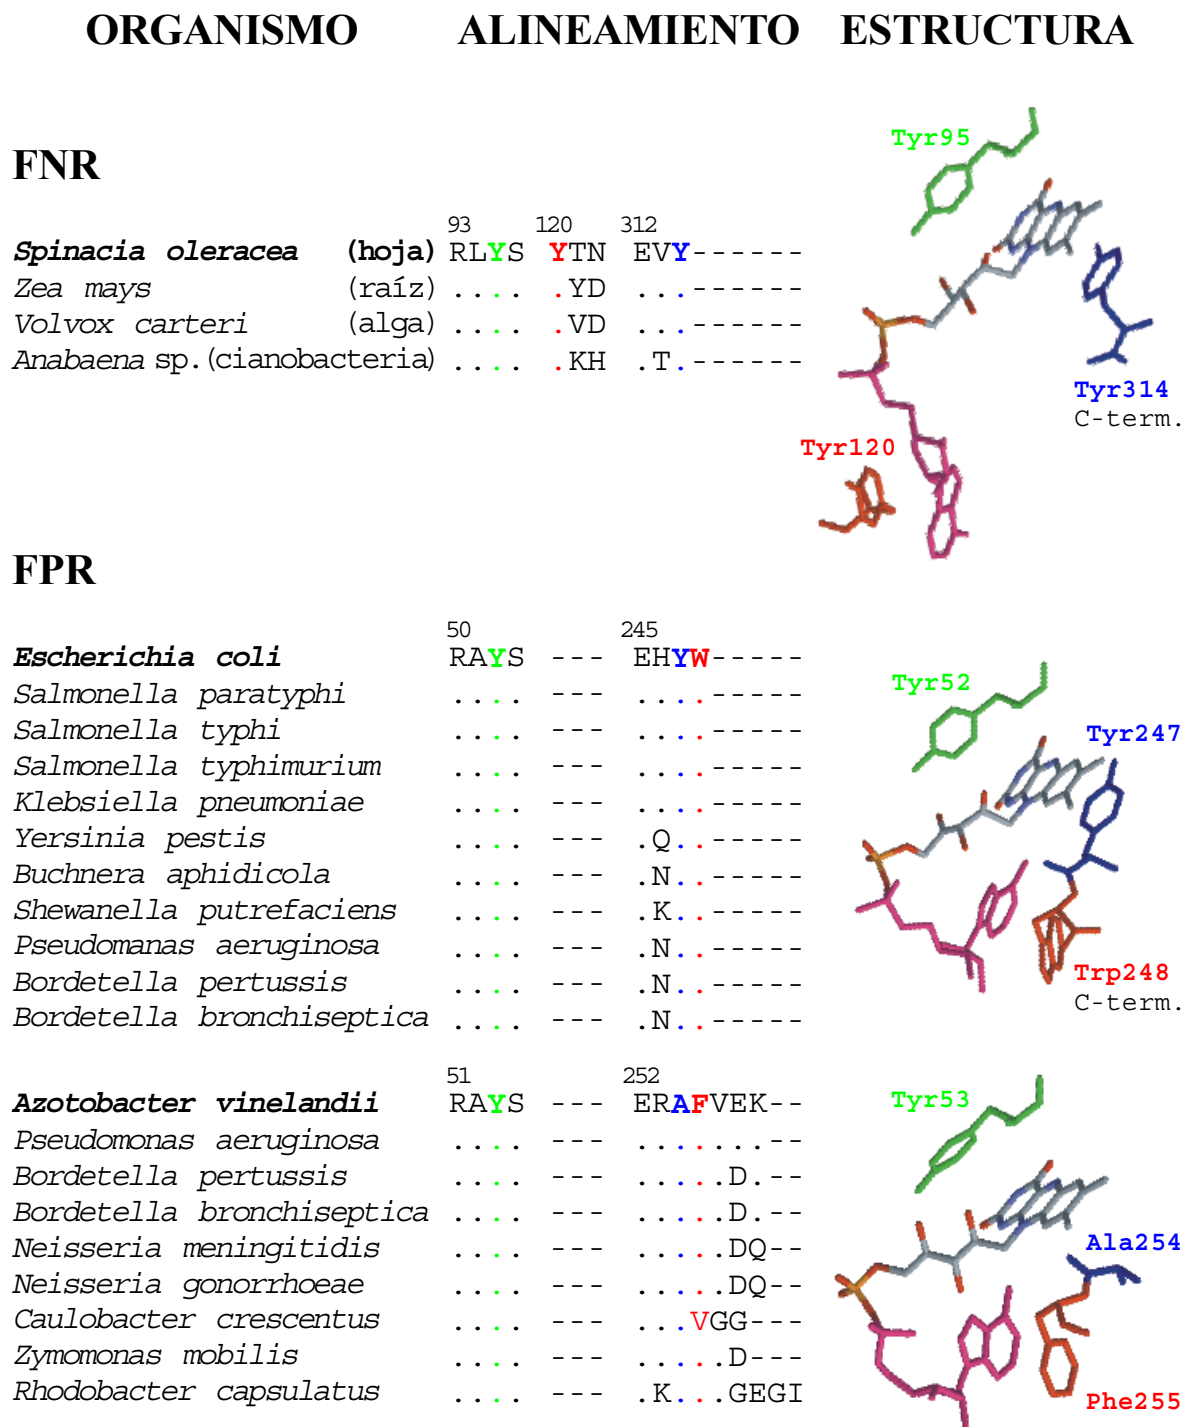 ORGANISMO ALINEAMIENTO ESTRUCTURA
Tyr95
FNR
93 120 312
Spinacia oleracea (hoja) RLYS YTN EVY------
Zea mays (raíz) .... .YD ...------
Volvox carteri (alga) .... .VD ...------
Anabaena sp.(cianobacteria) .... .KH .T.------
Tyr314
C-term.
Tyr120
FPR
50 245
Escherichia coli RAYS --- EHYW-----
Salmonella paratyphi .... --- ....-----
Tyr52
Salmonella typhi .... --- ....-----
Tyr247
Salmonella typhimurium .... --- ....-----
Klebsiella pneumoniae .... --- ....-----
Yersinia pestis .... --- .Q..-----
Buchnera aphidicola .... --- .N..-----
Shewanella putrefaciens .... --- .K..-----
Pseudomanas aeruginosa .... --- .N..-----
Bordetella pertussis .... --- .N..-----
Trp248
C-term.
Bordetella bronchiseptica .... --- .N..-----
51 252
Azotobacter vinelandii RAYS --- ERAFVEK--
Tyr53
Pseudomonas aeruginosa .... --- .......--
Bordetella pertussis .... --- .....D.--
Bordetella bronchiseptica .... --- .....D.--
Neisseria meningitidis .... --- .....DQ--
Ala254
Neisseria gonorrhoeae .... --- .....DQ--
Caulobacter crescentus .... --- ...VGG---
Zymomonas mobilis .... --- .....D---
Rhodobacter capsulatus .... --- .K...GEGI
Phe255